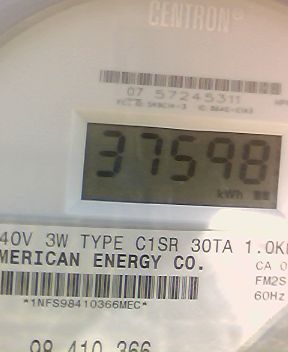 CENTRON®
07 57245311
37598
kWh
40V 3W TYPE C1SR 30TA 1.0K
MERICAN ENERGY CO.
CA 0
FM2S
60Hz
*1NFS98410366MEC*
98 410 366